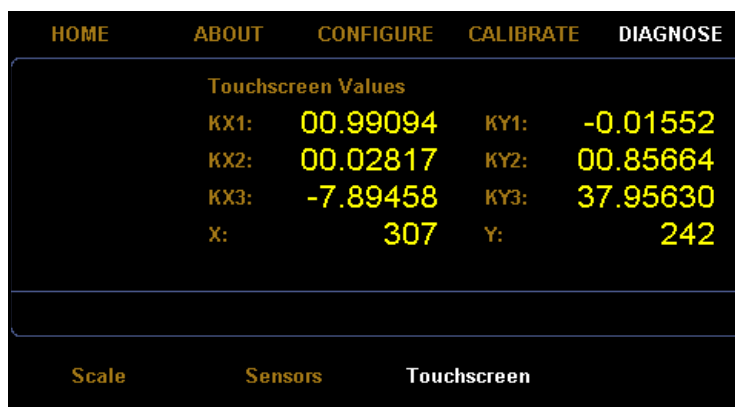 HOME ABOUT CONFIGURE CALIBRATE DIAGNOSE
Touchscreen Values
KX1: 00.99094 KY1: -0.01552
KX2: 00.02817 KY2: 00.85664
KX3: -7.89458 KY3: 37.95630
X: 307 Y: 242
Scale Sensors Touchscreen